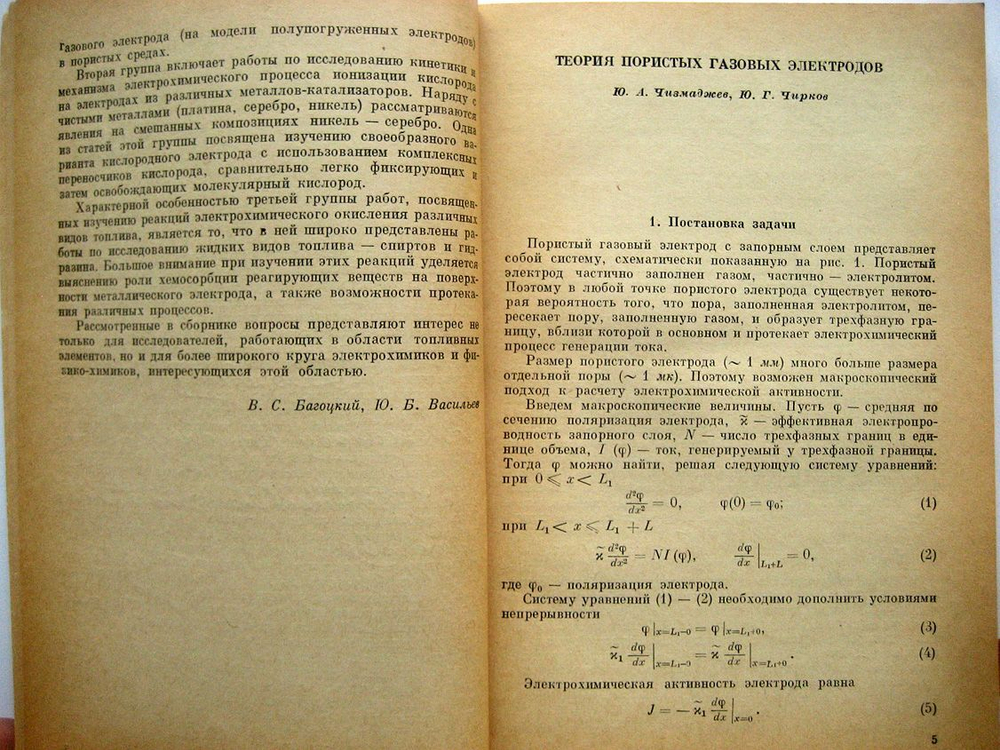 газового электрода (на модели полупогруженных электродов)
в пористых средах.
Вторая группа включает работы по исследованию кинетики и
механизма электрохимического процесса ионизации кислорода
на электродах из различных металлов-катализаторов. Наряду с
чистыми металлами (платина, серебро, никель) рассматриваются
явления на смешанных композициях никель — серебро. Одна
из статей этой группы посвящена изучению своеобразного ва-
рианта кислородного электрода с использованием комплексных
переносчиков кислорода, сравнительно легко фиксирующих и
затем освобождающих молекулярный кислород.
Характерной особенностью третьей группы работ, посвящен-
ных изучению реакций электрохимического окисления различных
видов топлива, является то, что в ней широко представлены ра-
боты по исследованию жидких видов топлива — спиртов и гид-
разина. Большое внимание при изучении этих реакций уделяется
выяснению роли хемосорбции реагирующих веществ на поверх-
ности металлического электрода, а также возможности протека-
ния различных процессов.
Рассмотренные в сборнике вопросы представляют интерес не
только для исследователей, работающих в области топливных
элементов, но и для более широкого круга электрохимиков и фи-
зико-химиков, интересующихся этой областью.
В. С. Багоцкий, Ю. Б. Васильев
ТЕОРИЯ ПОРИСТЫХ ГАЗОВЫХ ЭЛЕКТРОДОВ
Ю. А. Чизмаджев, Ю. Г. Чирков
1. Постановка задачи
Пористый газовый электрод с запорным слоем представляет
собой систему, схематически показанную на рис. 1. Пористый
электрод частично заполнен газом, частично — электролитом.
Поэтому в любой точке пористого электрода существует некото-
рая вероятность того, что пора, заполненная электролитом, пе-
ресекает пору, заполненную газом, и образует трехфазную гра-
ницу, вблизи которой в основном и протекает электрохимический
процесс генерации тока.
Размер пористого электрода (~ 1 мм) много больше размера
отдельной поры (~ 1 мк). Поэтому возможен макроскопический
подход к расчету электрохимической активности.
Введем макроскопические величины. Пусть φ — средняя по
сечению поляризация электрода, ϰ̃ — эффективная электропро-
водность запорного слоя, N — число трехфазных границ в еди-
нице объема, I (φ) — ток, генерируемый у трехфазной границы.
Тогда φ можно найти, решая следующую систему уравнений:
при 0 ⩽ x < L₁
d²φ/dx² = 0, φ(0) = φ₀; (1)
при L₁ < x ⩽ L₁ + L
ϰ̃ d²φ/dx² = NI (φ), dφ/dx |L₁+L = 0, (2)
где φ₀ — поляризация электрода.
Систему уравнений (1) — (2) необходимо дополнить условиями
непрерывности
φ |x=L₁−0 = φ |x=L₁+0, (3)
ϰ̃₁ dφ/dx |x=L₁−0 = ϰ̃ dφ/dx |x=L₁+0 . (4)
Электрохимическая активность электрода равна
J = — ϰ̃₁ dφ/dx |x=0 . (5)
5